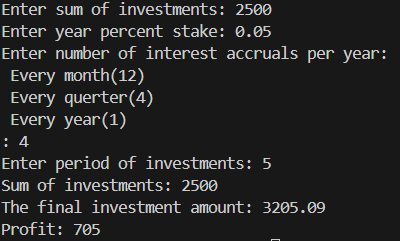 Enter sum of investments: 2500
Enter year percent stake: 0.05
Enter number of interest accruals per year:
 Every month(12)
 Every querter(4)
 Every year(1)
: 4
Enter period of investments: 5
Sum of investments: 2500
The final investment amount: 3205.09
Profit: 705